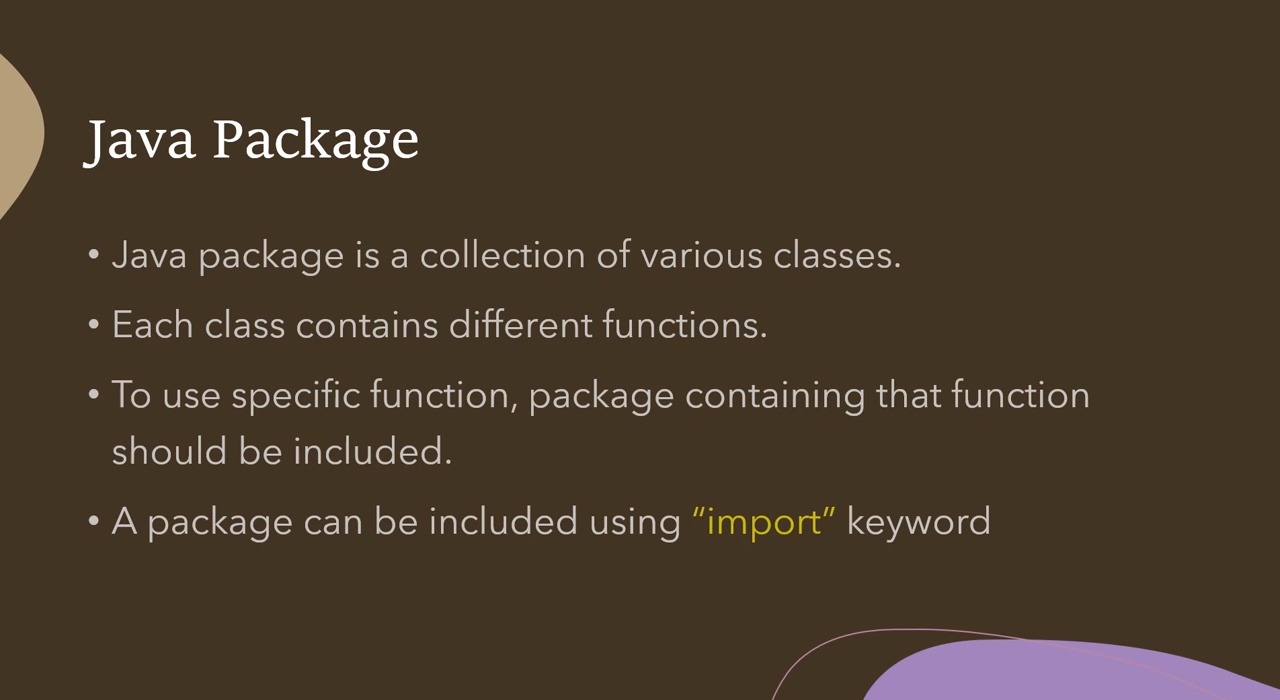 Java Package
• Java package is a collection of various classes.
• Each class contains different functions.
• To use specific function, package containing that function
should be included.
• A package can be included using “import” keyword